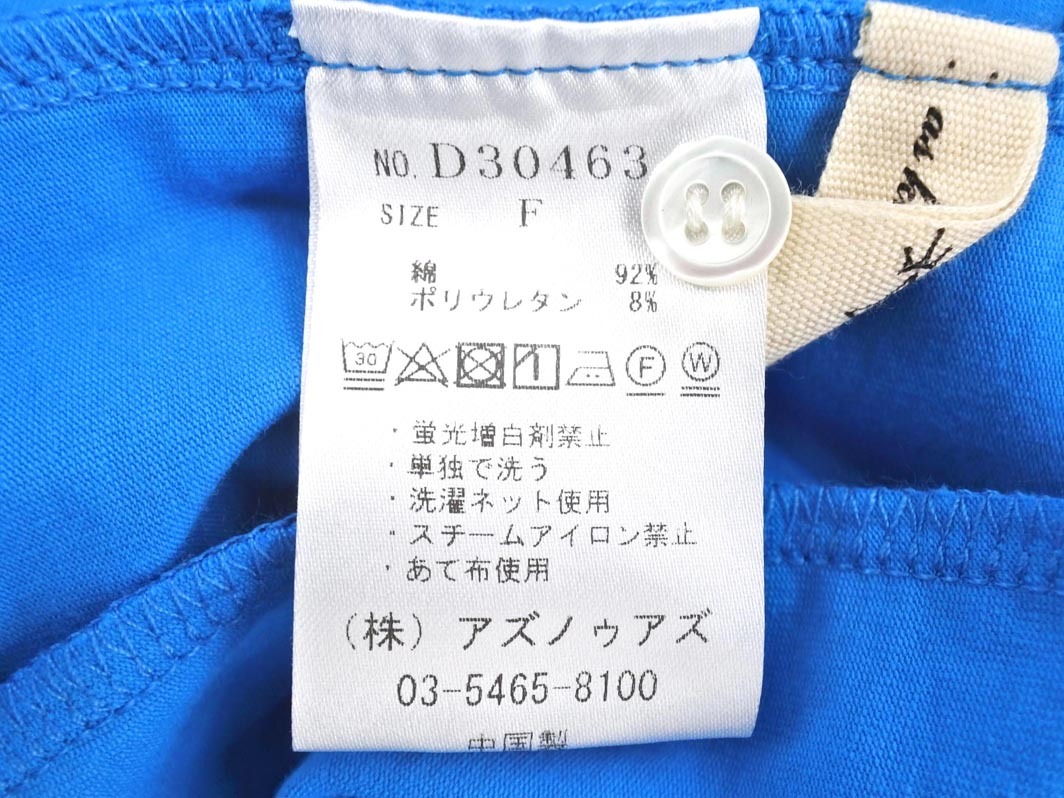 NO. D30463
SIZE F
綿 92%
ポリウレタン 8%
30
F
W
・蛍光増白剤禁止
・単独で洗う
・洗濯ネット使用
・スチームアイロン禁止
・あて布使用
(株) アズノゥアズ
03-5465-8100
中国製
as